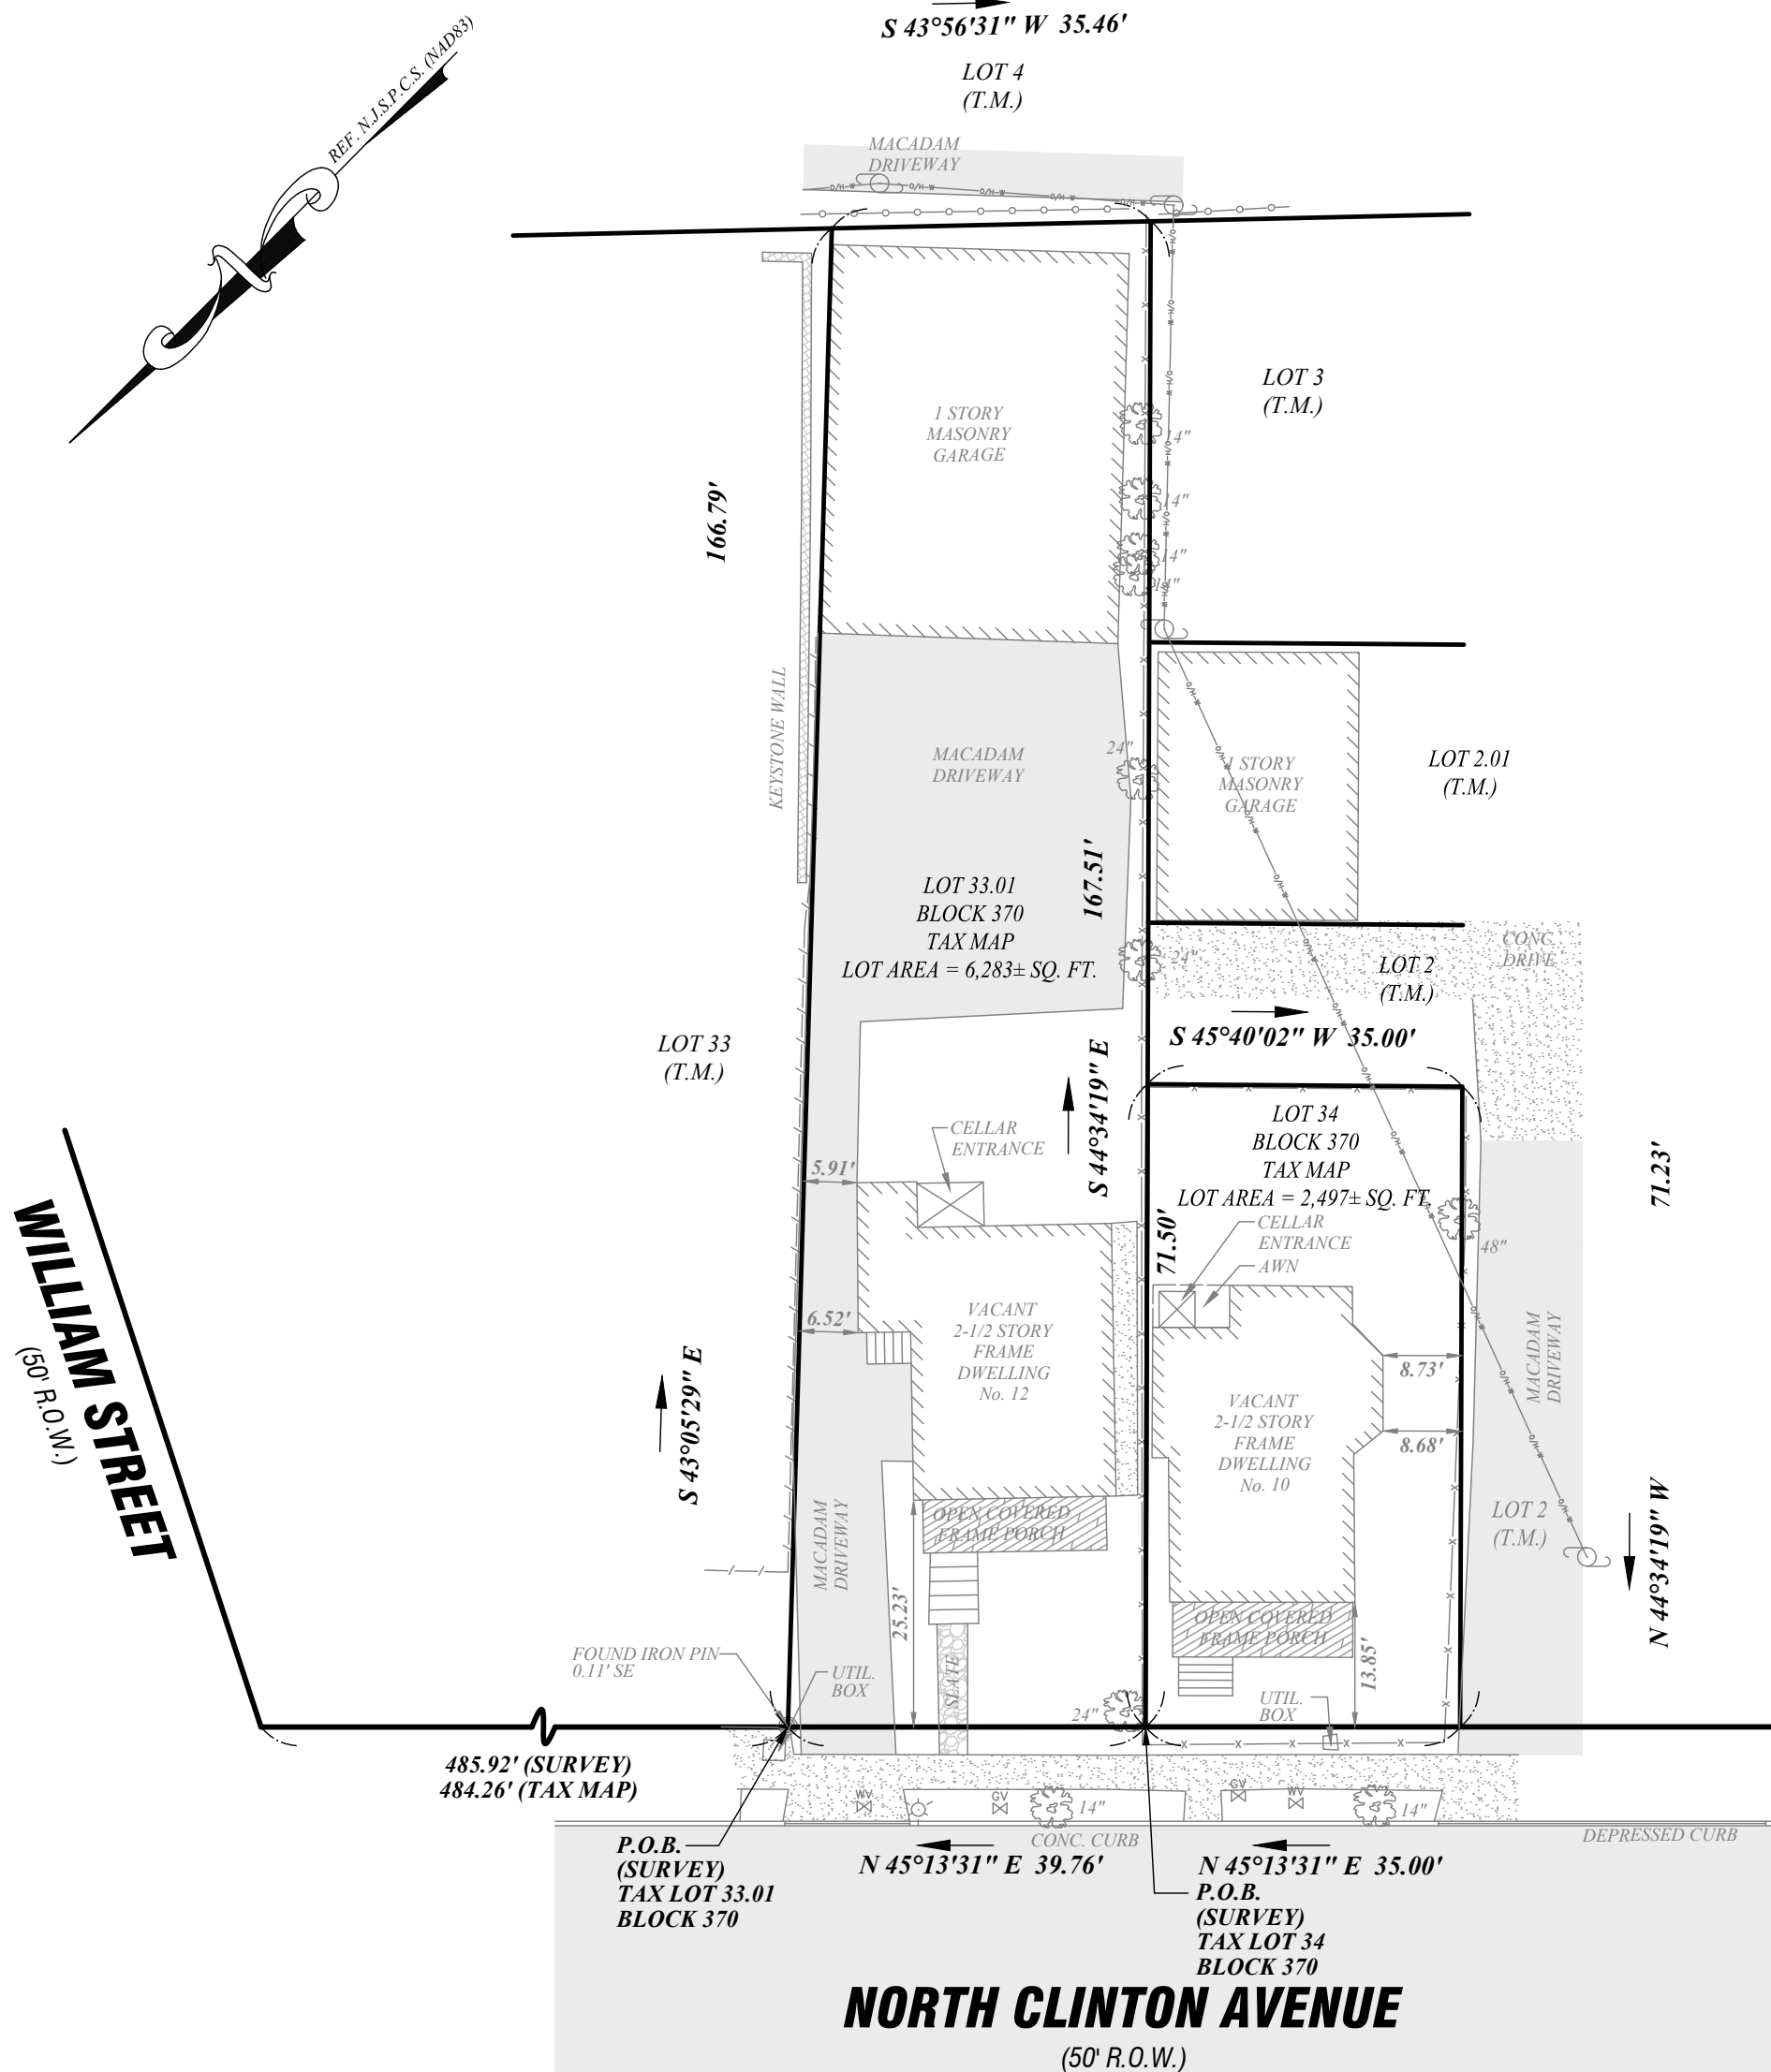 S 43°56'31" W 35.46'
LOT 4
(T.M.)
REF. N.J.S.P.C.S. (NAD83)
MACADAM
DRIVEWAY
O/H-W
O/H-W
O/H-W
O/H-W
O/H-W
LOT 3
(T.M.)
1 STORY
MASONRY
GARAGE
14"
14"
14"
14"
166.79'
KEYSTONE WALL
MACADAM
DRIVEWAY
24"
1 STORY
MASONRY
GARAGE
LOT 2.01
(T.M.)
167.51'
LOT 33.01
BLOCK 370
TAX MAP
LOT AREA = 6,283± SQ. FT.
24"
CONC.
DRIVE
LOT 2
(T.M.)
S 45°40'02" W 35.00'
LOT 33
(T.M.)
S 44°34'19" E
LOT 34
BLOCK 370
TAX MAP
LOT AREA = 2,497± SQ. FT.
CELLAR
ENTRANCE
5.91'
71.23'
71.50'
CELLAR
ENTRANCE
AWN
48"
WILLIAM STREET
(50' R.O.W.)
6.52'
VACANT
2-1/2 STORY
FRAME
DWELLING
No. 12
S 43°05'29" E
8.73'
MACADAM
DRIVEWAY
VACANT
2-1/2 STORY
FRAME
DWELLING
No. 10
8.68'
LOT 2
(T.M.)
N 44°34'19" W
MACADAM
DRIVEWAY
OPEN COVERED
FRAME PORCH
25.23'
OPEN COVERED
FRAME PORCH
13.85'
FOUND IRON PIN
0.11' SE
UTIL.
BOX
SLATE
24"
UTIL.
BOX
485.92' (SURVEY)
484.26' (TAX MAP)
WV
GV
14"
GV
WV
14"
CONC. CURB
DEPRESSED CURB
P.O.B.
(SURVEY)
TAX LOT 33.01
BLOCK 370
N 45°13'31" E 39.76'
N 45°13'31" E 35.00'
P.O.B.
(SURVEY)
TAX LOT 34
BLOCK 370
NORTH CLINTON AVENUE
(50' R.O.W.)